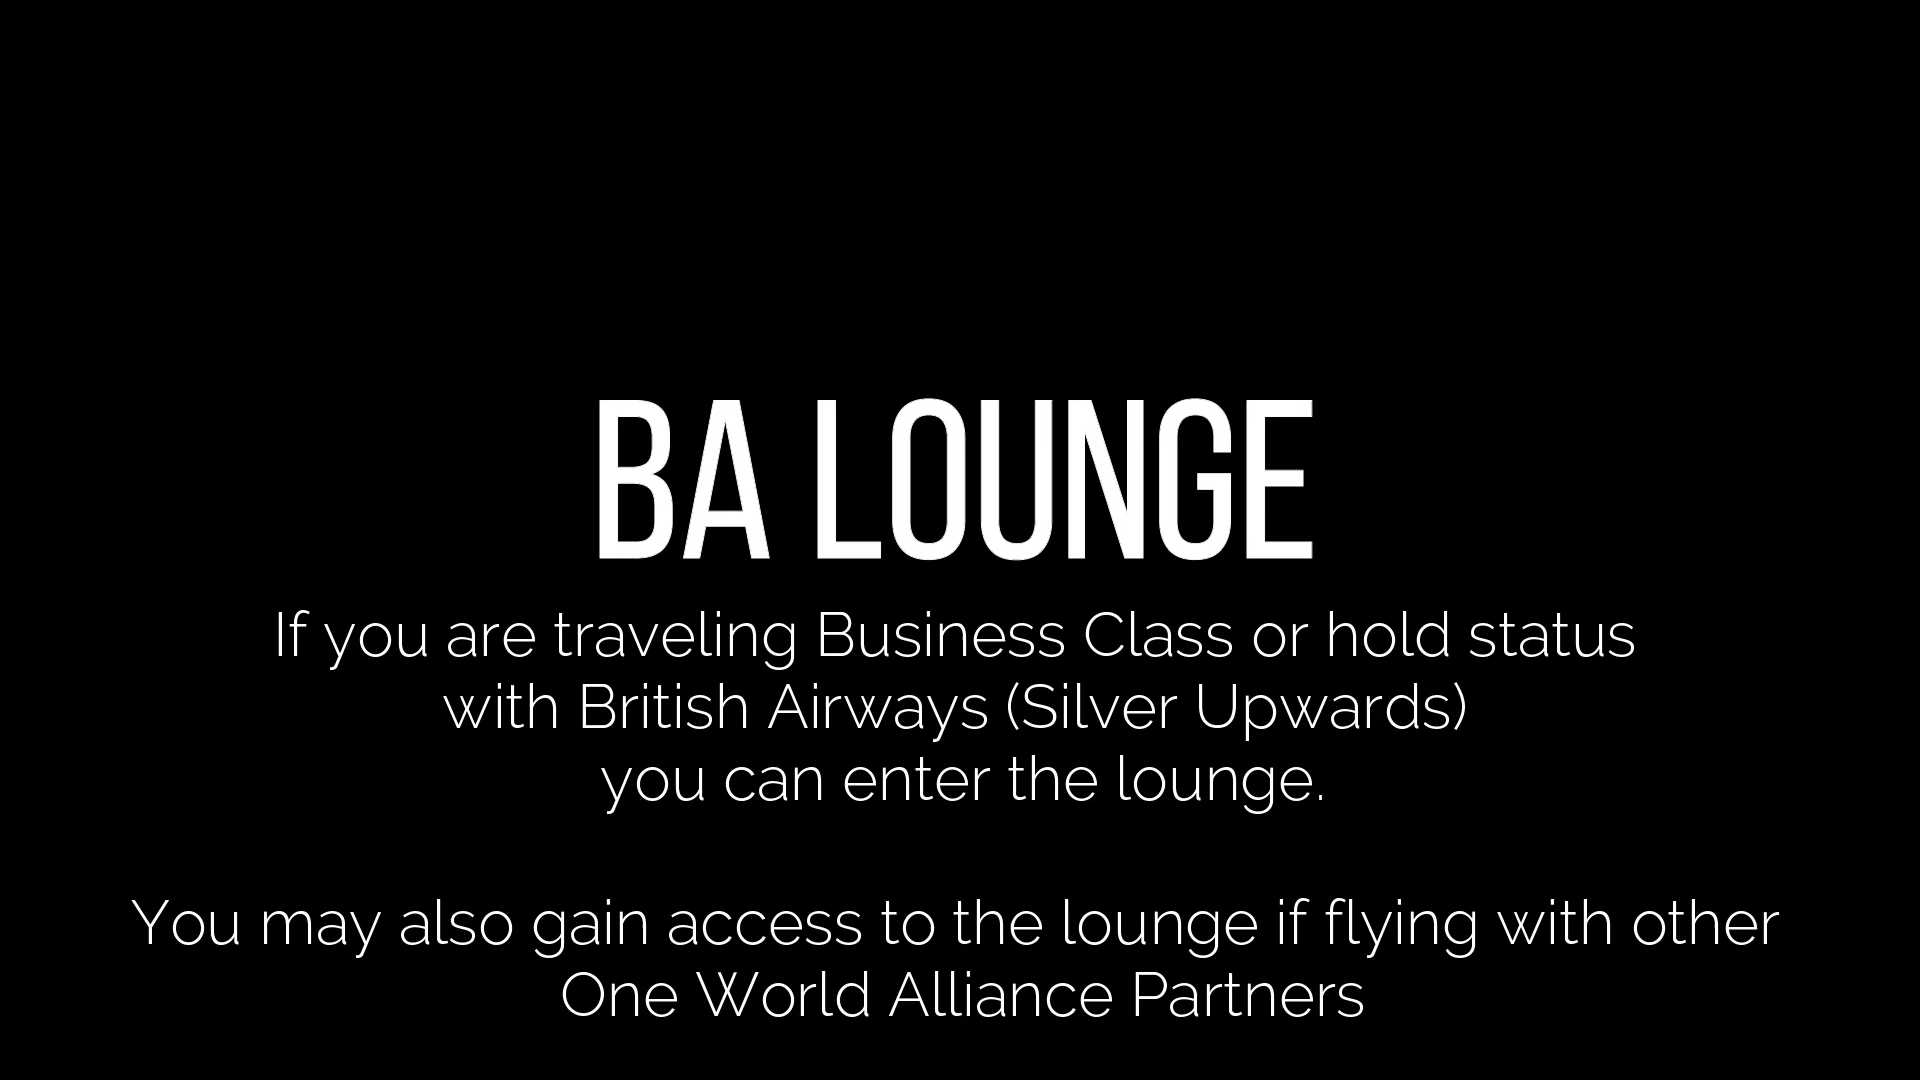 BA LOUNGE
If you are traveling Business Class or hold status
with British Airways (Silver Upwards)
you can enter the lounge.
You may also gain access to the lounge if flying with other
One World Alliance Partners